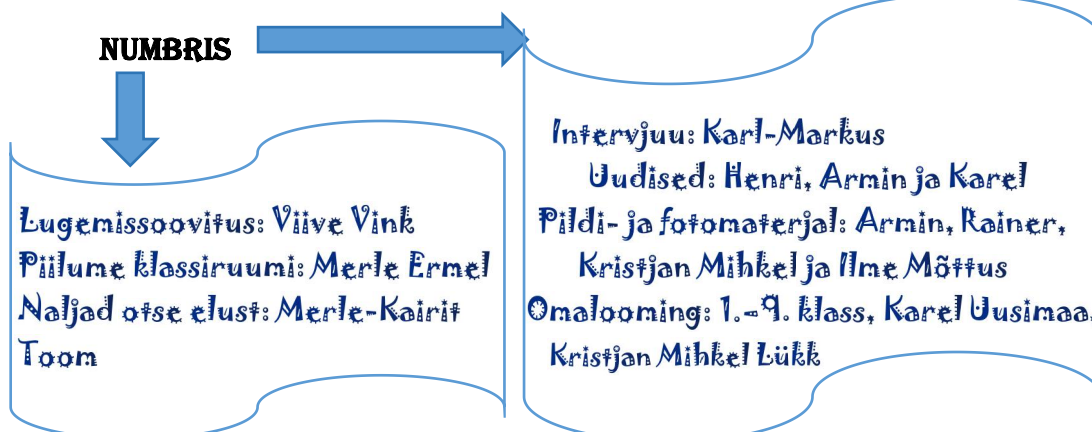 NUMBRIS
Lugemissoovitus: Viive Vink
Piilume klassiruumi: Merle Ermel
Naljad otse elust: Merle-Kairit
Toom
Intervjuu: Karl-Markus
Uudised: Henri, Armin ja Karel
Pildi- ja fotomaterjal: Armin, Rainer,
Kristjan Mihkel ja Ilme Mõttus
Omalooming: 1.-9. klass, Karel Uusimaa,
Kristjan Mihkel Lükk